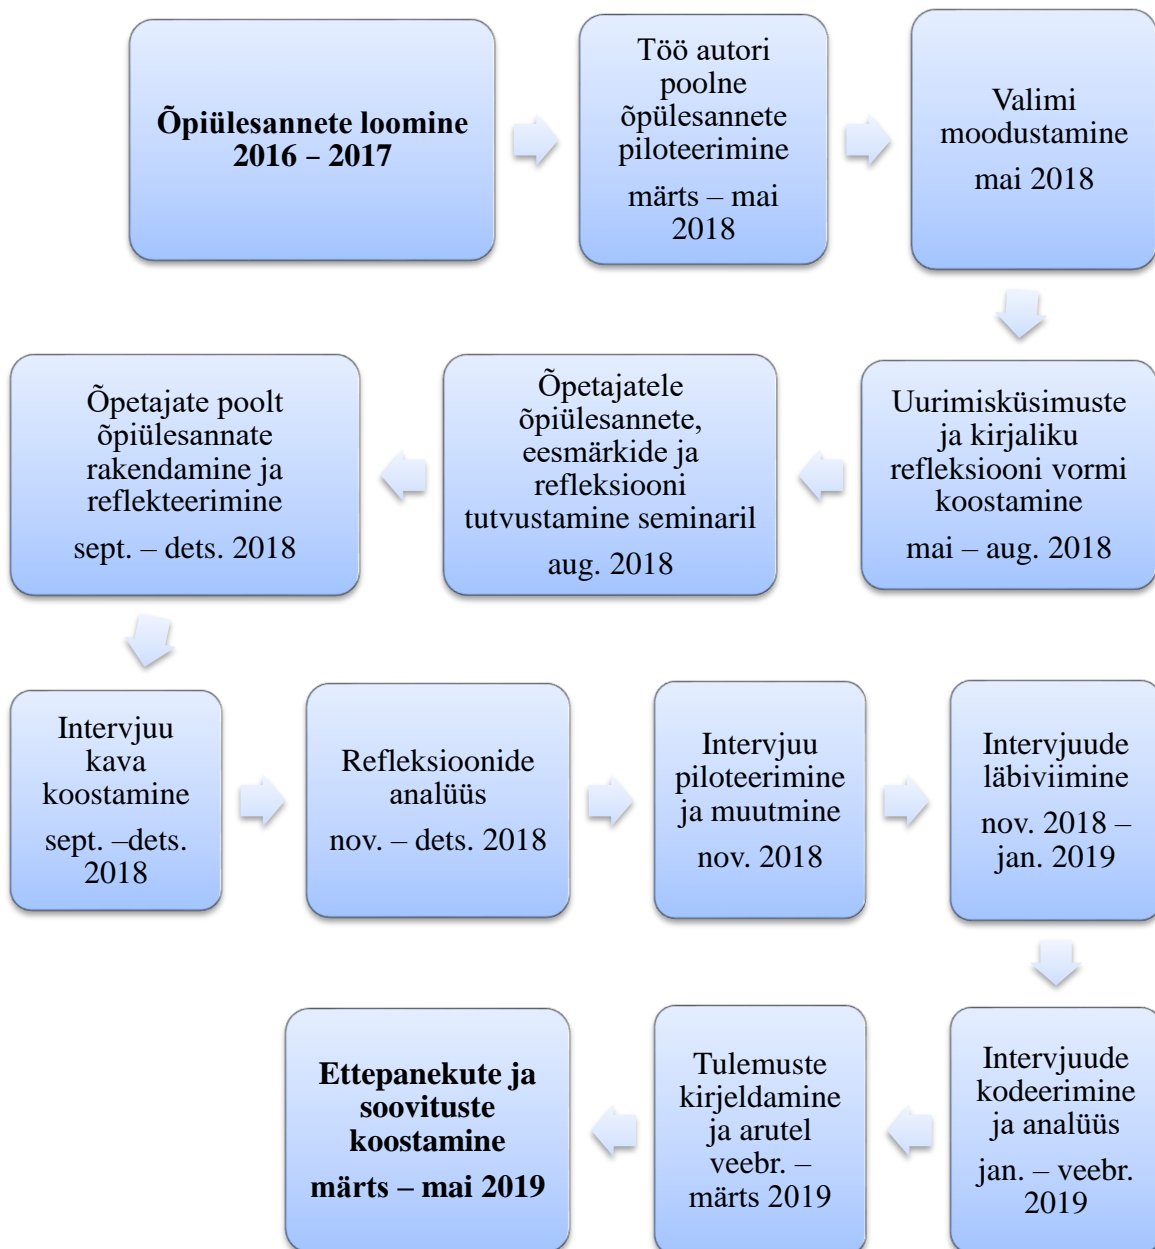 Õpiülesannete loomine
2016 – 2017
Töö autori
poolne
õpülesannete
piloteerimine
märts – mai
2018
Valimi
moodustamine
mai 2018
Uurimisküsimuste
ja kirjaliku
refleksiooni vormi
koostamine
mai – aug. 2018
Õpetajatele
õpiülesannete,
eesmärkide ja
refleksiooni
tutvustamine seminaril
aug. 2018
Õpetajate poolt
õpiülesannate
rakendamine ja
reflekteerimine
sept. – dets. 2018
Intervjuu
kava
koostamine
sept. –dets.
2018
Refleksioonide
analüüs
nov. – dets. 2018
Intervjuu
piloteerimine
ja muutmine
nov. 2018
Intervjuude
läbiviimine
nov. 2018 –
jan. 2019
Intervjuude
kodeerimine
ja analüüs
jan. – veebr.
2019
Tulemuste
kirjeldamine
ja arutel
veebr. –
märts 2019
Ettepanekute ja
soovituste
koostamine
märts – mai 2019